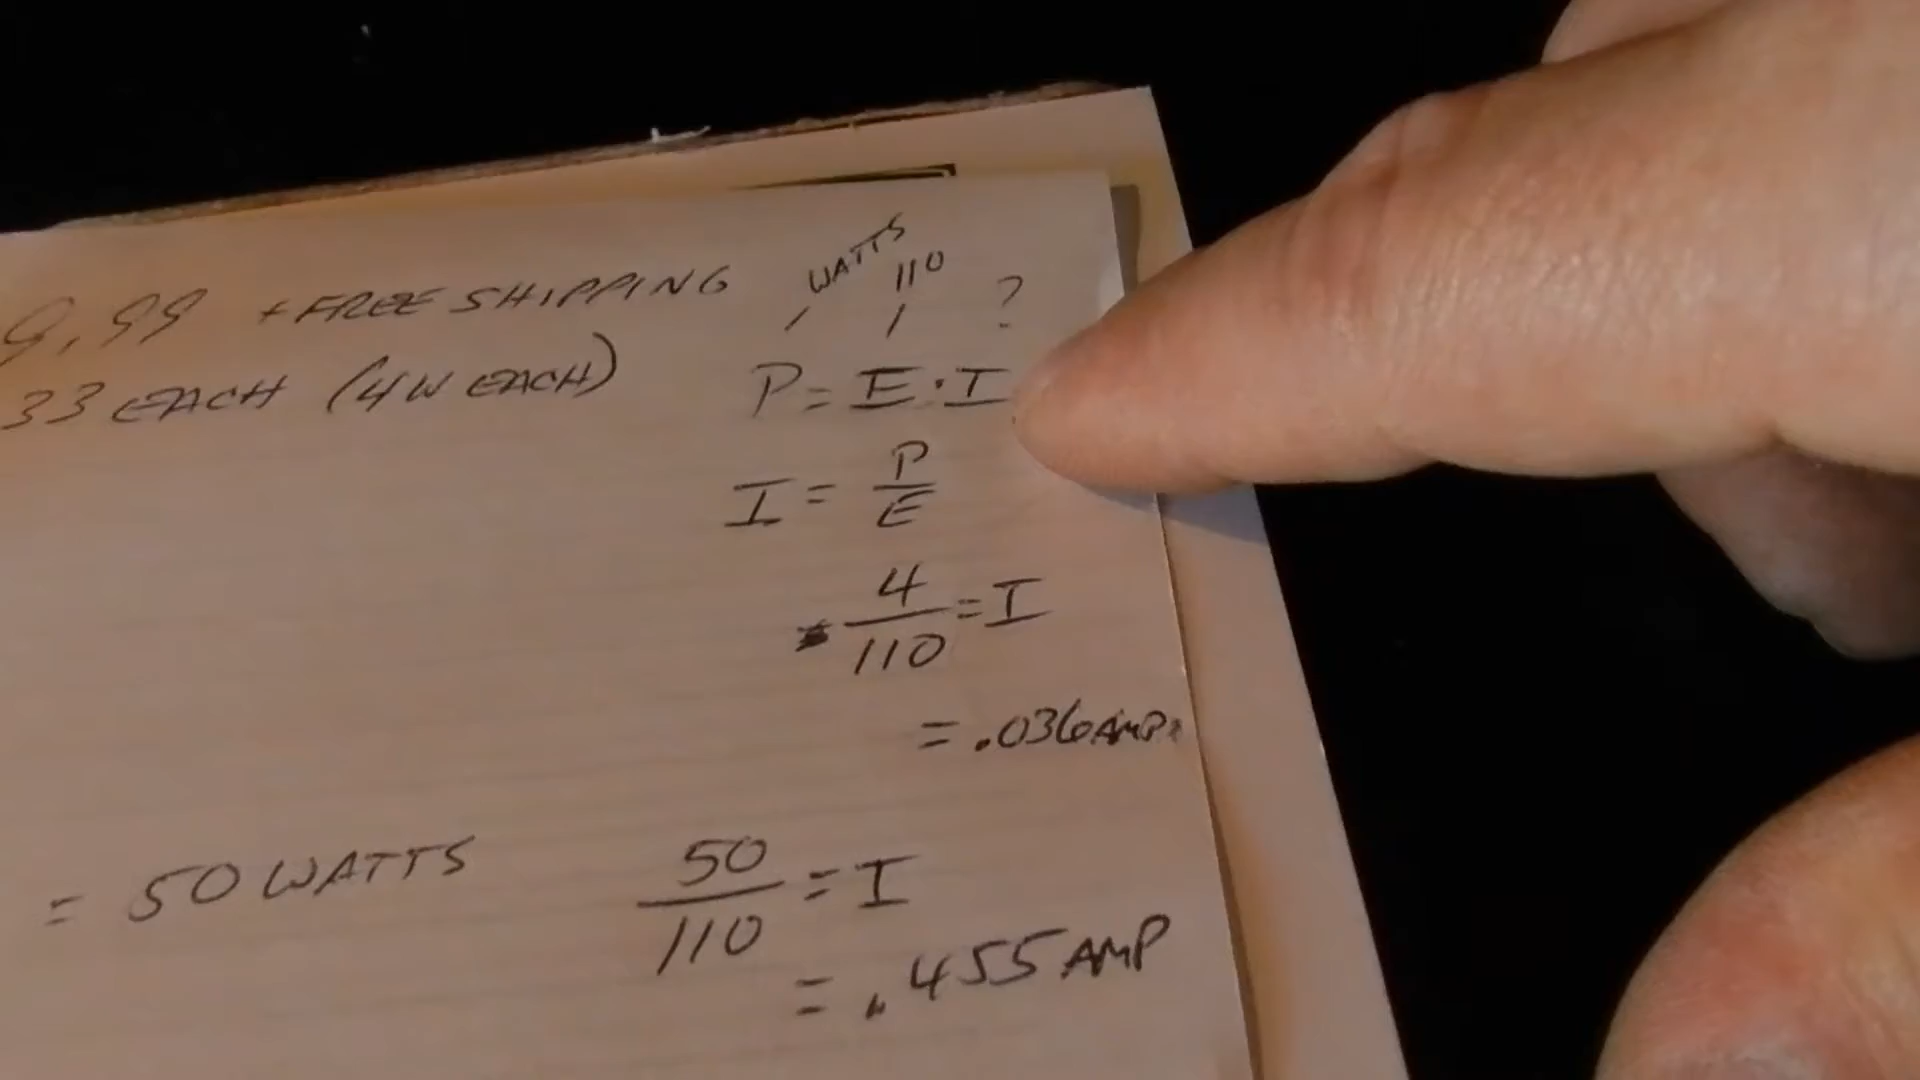 WATTS
110
9.99 + FREE SHIPPING ?
33 EACH (4W EACH)
P = E · I
I = P/E
4/110 = I
= .036 AMP
= 50 WATTS
50/110 = I
= .455 AMP